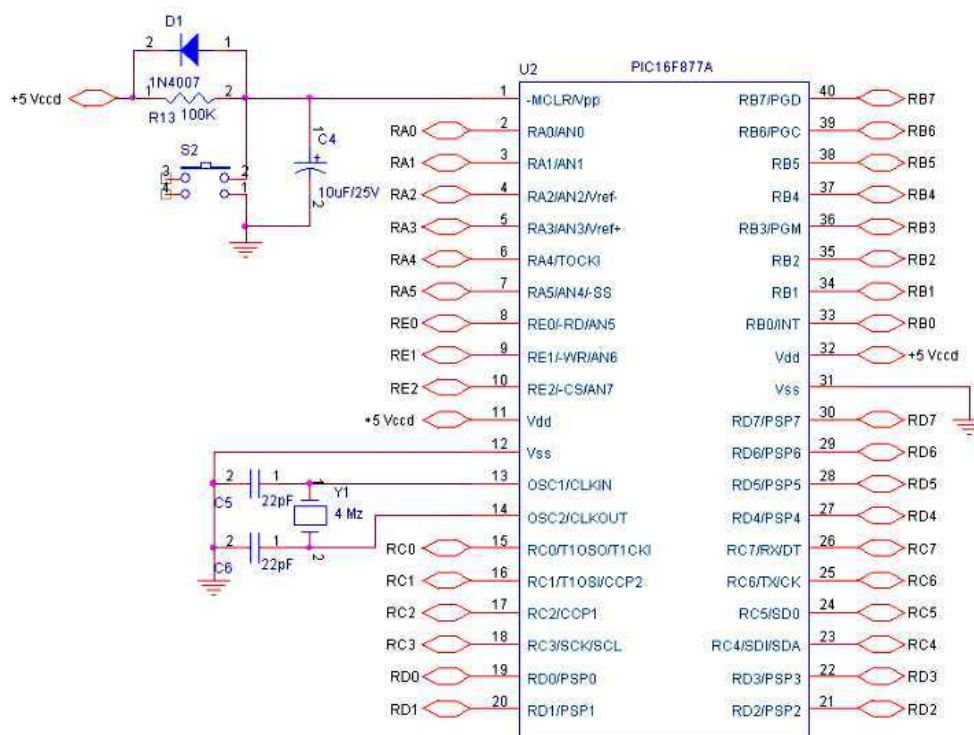 D1
2 1
1N4007
+5 Vccd 1 2
R13 100K
S2
3 2
4 1
1 C4
+
10uF/25V
2
U2 PIC16F877A
1 -MCLR/Vpp RB7/PGD 40 RB7
RA0 2 RA0/AN0 RB6/PGC 39 RB6
RA1 3 RA1/AN1 RB5 38 RB5
RA2 4 RA2/AN2/Vref- RB4 37 RB4
RA3 5 RA3/AN3/Vref+ RB3/PGM 36 RB3
RA4 6 RA4/TOCKI RB2 35 RB2
RA5 7 RA5/AN4/-SS RB1 34 RB1
RE0 8 RE0/-RD/AN5 RB0/INT 33 RB0
RE1 9 RE1/-WR/AN6 Vdd 32 +5 Vccd
RE2 10 RE2/-CS/AN7 Vss 31
+5 Vccd 11 Vdd RD7/PSP7 30 RD7
12 Vss RD6/PSP6 29 RD6
13 OSC1/CLKIN RD5/PSP5 28 RD5
14 OSC2/CLKOUT RD4/PSP4 27 RD4
RC0 15 RC0/T1OSO/T1CKI RC7/RX/DT 26 RC7
RC1 16 RC1/T1OSI/CCP2 RC6/TX/CK 25 RC6
RC2 17 RC2/CCP1 RC5/SD0 24 RC5
RC3 18 RC3/SCK/SCL RC4/SDI/SDA 23 RC4
RD0 19 RD0/PSP0 RD3/PSP3 22 RD3
RD1 20 RD1/PSP1 RD2/PSP2 21 RD2
2 1
C5 22pF
1 Y1
4 Mz
2
2 1
C6 22pF